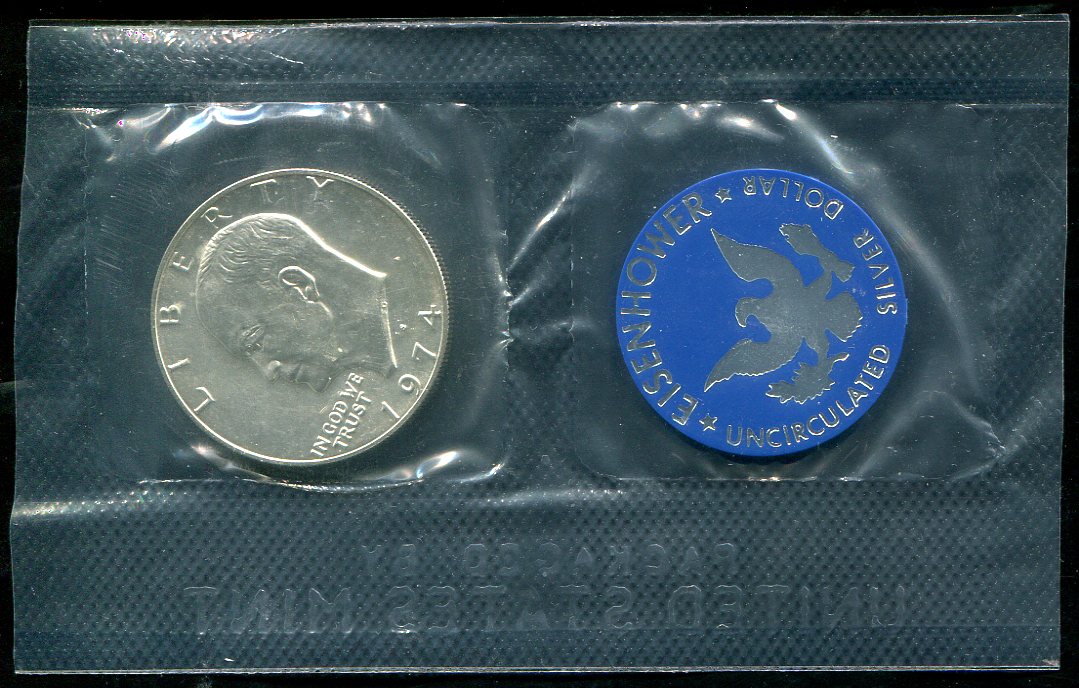 LIBERTY
IN GOD WE
TRUST
1974
EISENHOWER
UNCIRCULATED
SILVER DOLLAR
PACKAGED BY
UNITED STATES MINT